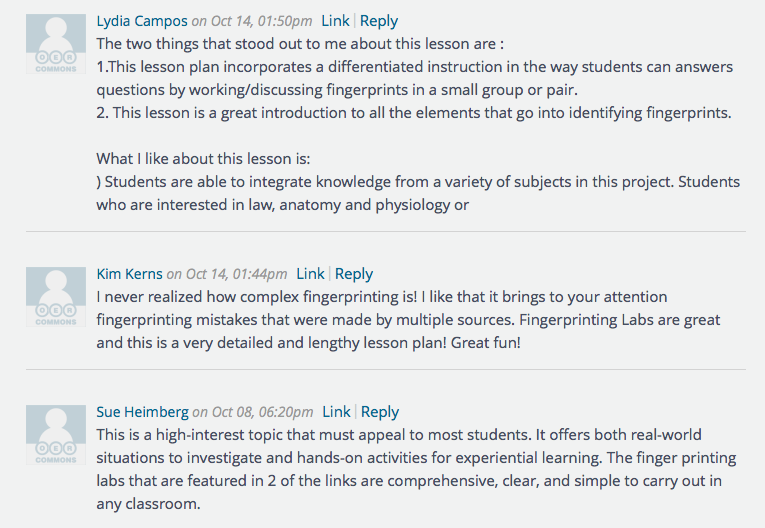 Lydia Campos on Oct 14, 01:50pm Link | Reply
The two things that stood out to me about this lesson are :
1.This lesson plan incorporates a differentiated instruction in the way students can answers
questions by working/discussing fingerprints in a small group or pair.
2. This lesson is a great introduction to all the elements that go into identifying fingerprints.
What I like about this lesson is:
) Students are able to integrate knowledge from a variety of subjects in this project. Students
who are interested in law, anatomy and physiology or
OER
COMMONS
Kim Kerns on Oct 14, 01:44pm Link | Reply
I never realized how complex fingerprinting is! I like that it brings to your attention
fingerprinting mistakes that were made by multiple sources. Fingerprinting Labs are great
and this is a very detailed and lengthy lesson plan! Great fun!
OER
COMMONS
Sue Heimberg on Oct 08, 06:20pm Link | Reply
This is a high-interest topic that must appeal to most students. It offers both real-world
situations to investigate and hands-on activities for experiential learning. The finger printing
labs that are featured in 2 of the links are comprehensive, clear, and simple to carry out in
any classroom.
OER
COMMONS